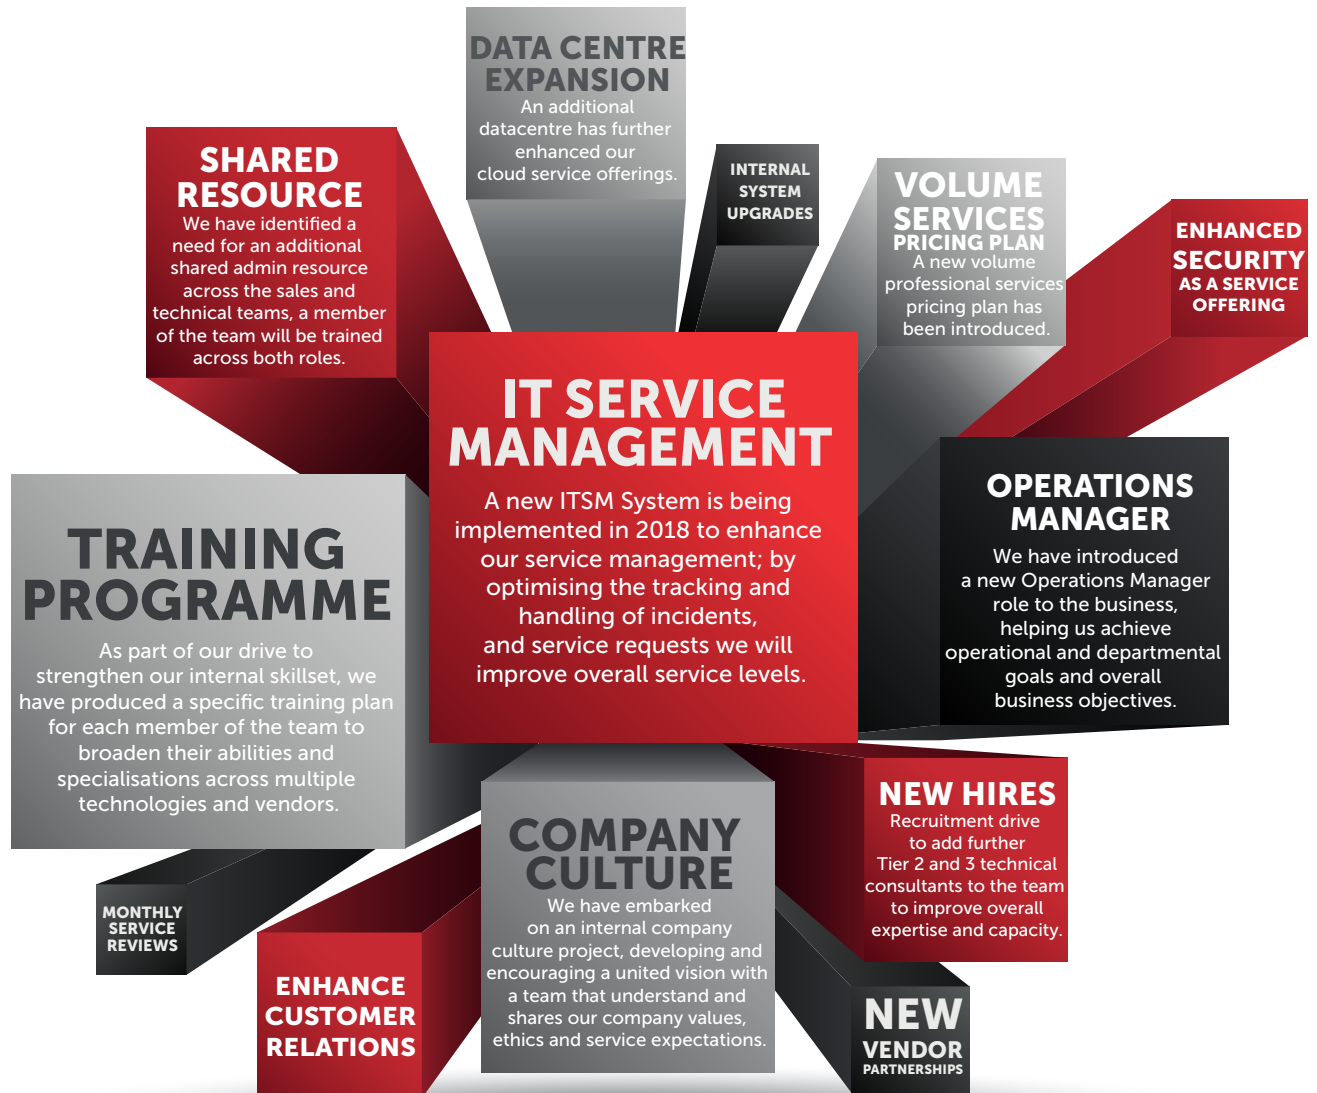 DATA CENTRE
EXPANSION
An additional
datacentre has further
enhanced our
cloud service offerings.
SHARED
RESOURCE
We have identified a
need for an additional
shared admin resource
across the sales and
technical teams, a member
of the team will be trained
across both roles.
INTERNAL
SYSTEM
UPGRADES
VOLUME
SERVICES
PRICING PLAN
A new volume
professional services
pricing plan has
been introduced.
ENHANCED
SECURITY
AS A SERVICE
OFFERING
IT SERVICE
MANAGEMENT
A new ITSM System is being
implemented in 2018 to enhance
our service management; by
optimising the tracking and
handling of incidents,
and service requests we will
improve overall service levels.
OPERATIONS
MANAGER
We have introduced
a new Operations Manager
role to the business,
helping us achieve
operational and departmental
goals and overall
business objectives.
TRAINING
PROGRAMME
As part of our drive to
strengthen our internal skillset, we
have produced a specific training plan
for each member of the team to
broaden their abilities and
specialisations across multiple
technologies and vendors.
NEW HIRES
Recruitment drive
to add further
Tier 2 and 3 technical
consultants to the team
to improve overall
expertise and capacity.
COMPANY
CULTURE
We have embarked
on an internal company
culture project, developing and
encouraging a united vision with
a team that understand and
shares our company values,
ethics and service expectations.
MONTHLY
SERVICE
REVIEWS
ENHANCE
CUSTOMER
RELATIONS
NEW
VENDOR
PARTNERSHIPS